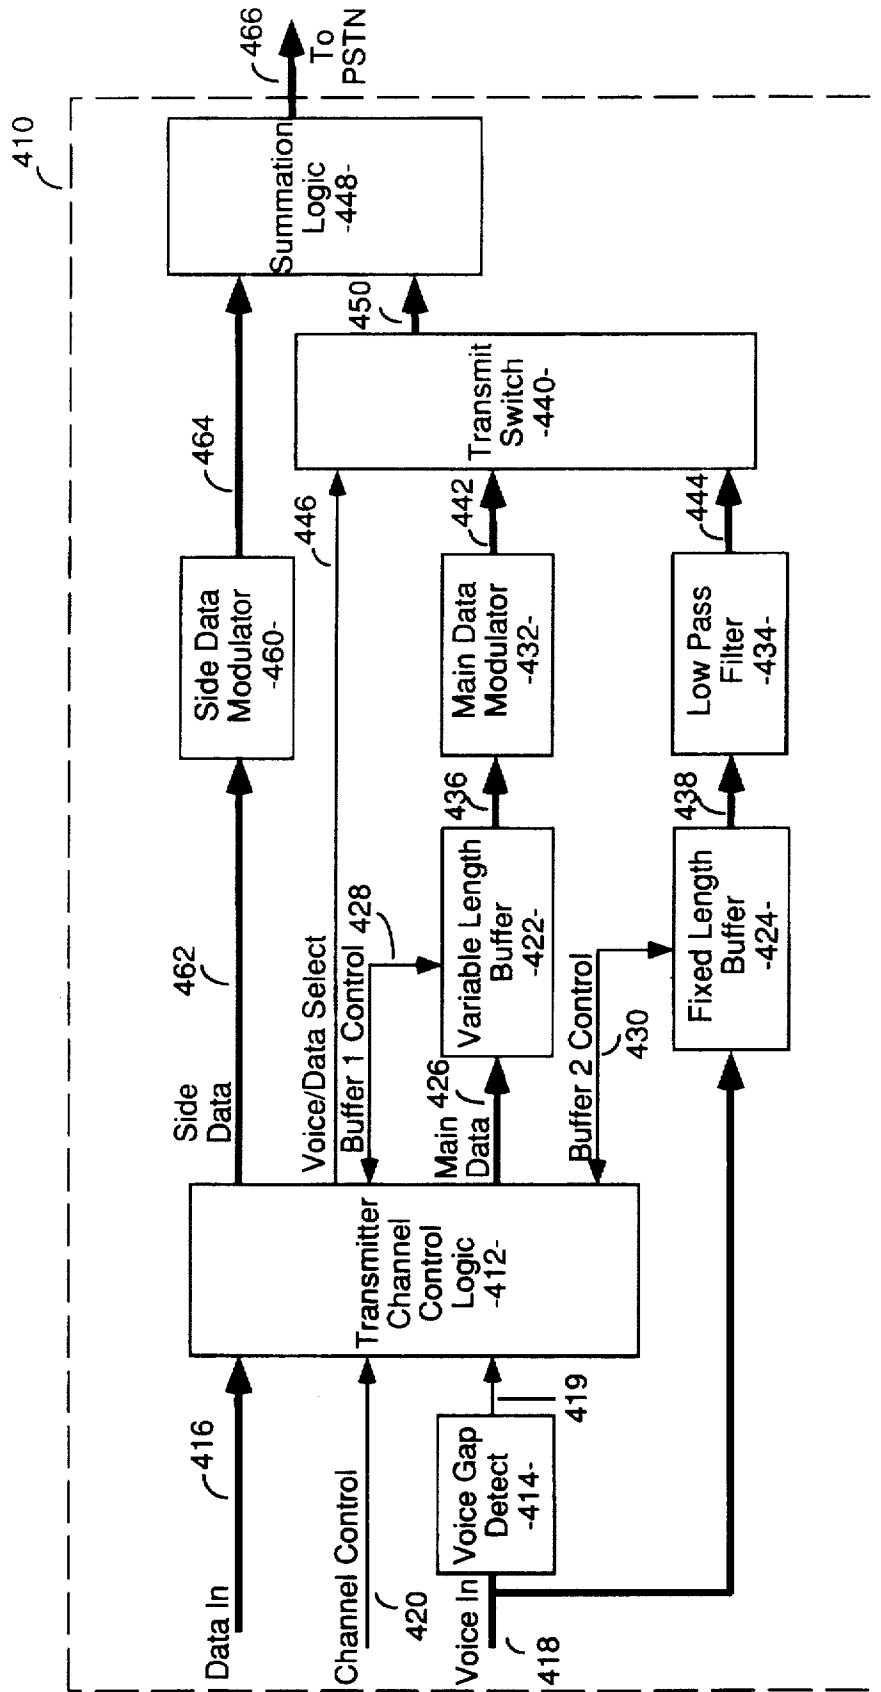 410
Data In
416
Channel Control
420
Voice In
418
Voice Gap
Detect
-414-
419
Transmitter
Channel
Control
Logic
-412-
Side
Data
462
Side Data
Modulator
-460-
464
Voice/Data Select
446
Buffer 1 Control
428
Main
Data
426
Variable Length
Buffer
-422-
436
Main Data
Modulator
-432-
442
Buffer 2 Control
430
Fixed Length
Buffer
-424-
438
Low Pass
Filter
-434-
444
Transmit
Switch
-440-
450
Summation
Logic
-448-
466
To
PSTN